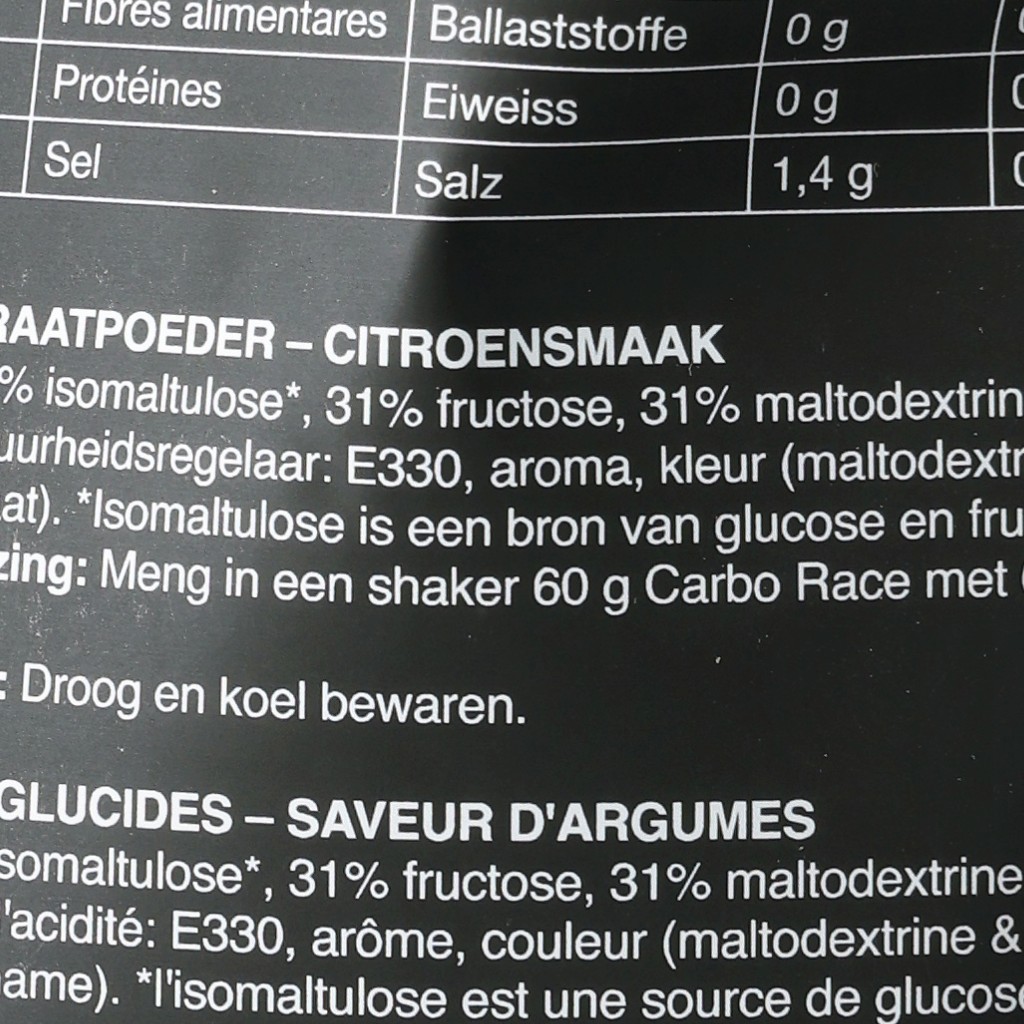 Fibres alimentaires Ballaststoffe 0 g
Protéines Eiweiss 0 g
Sel Salz 1,4 g
RAATPOEDER – CITROENSMAAK
% isomaltulose*, 31% fructose, 31% maltodextrin
uurheidsregelaar: E330, aroma, kleur (maltodextr
at). *Isomaltulose is een bron van glucose en fru
zing: Meng in een shaker 60 g Carbo Race met
: Droog en koel bewaren.
GLUCIDES – SAVEUR D'ARGUMES
somaltulose*, 31% fructose, 31% maltodextrine
'acidité: E330, arôme, couleur (maltodextrine &
ame). *l'isomaltulose est une source de glucos